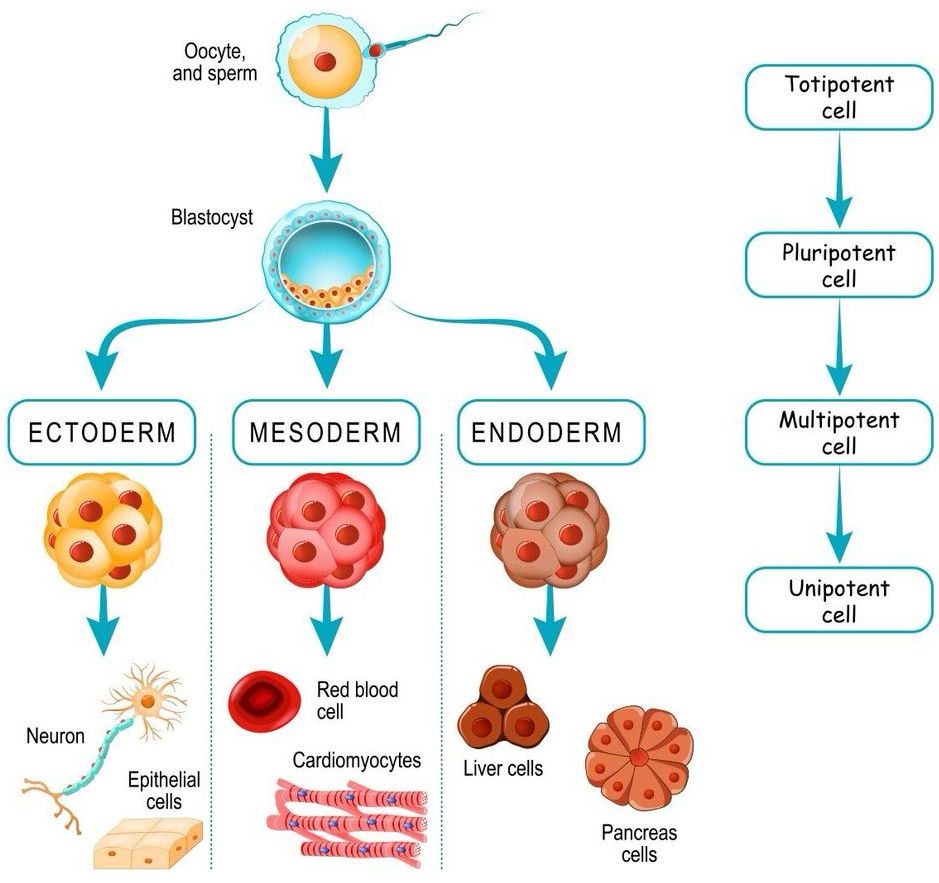 Oocyte,
and sperm
Blastocyst
ECTODERM
MESODERM
ENDODERM
Neuron
Epithelial
cells
Red blood
cell
Cardiomyocytes
Liver cells
Pancreas
cells
Totipotent
cell
Pluripotent
cell
Multipotent
cell
Unipotent
cell